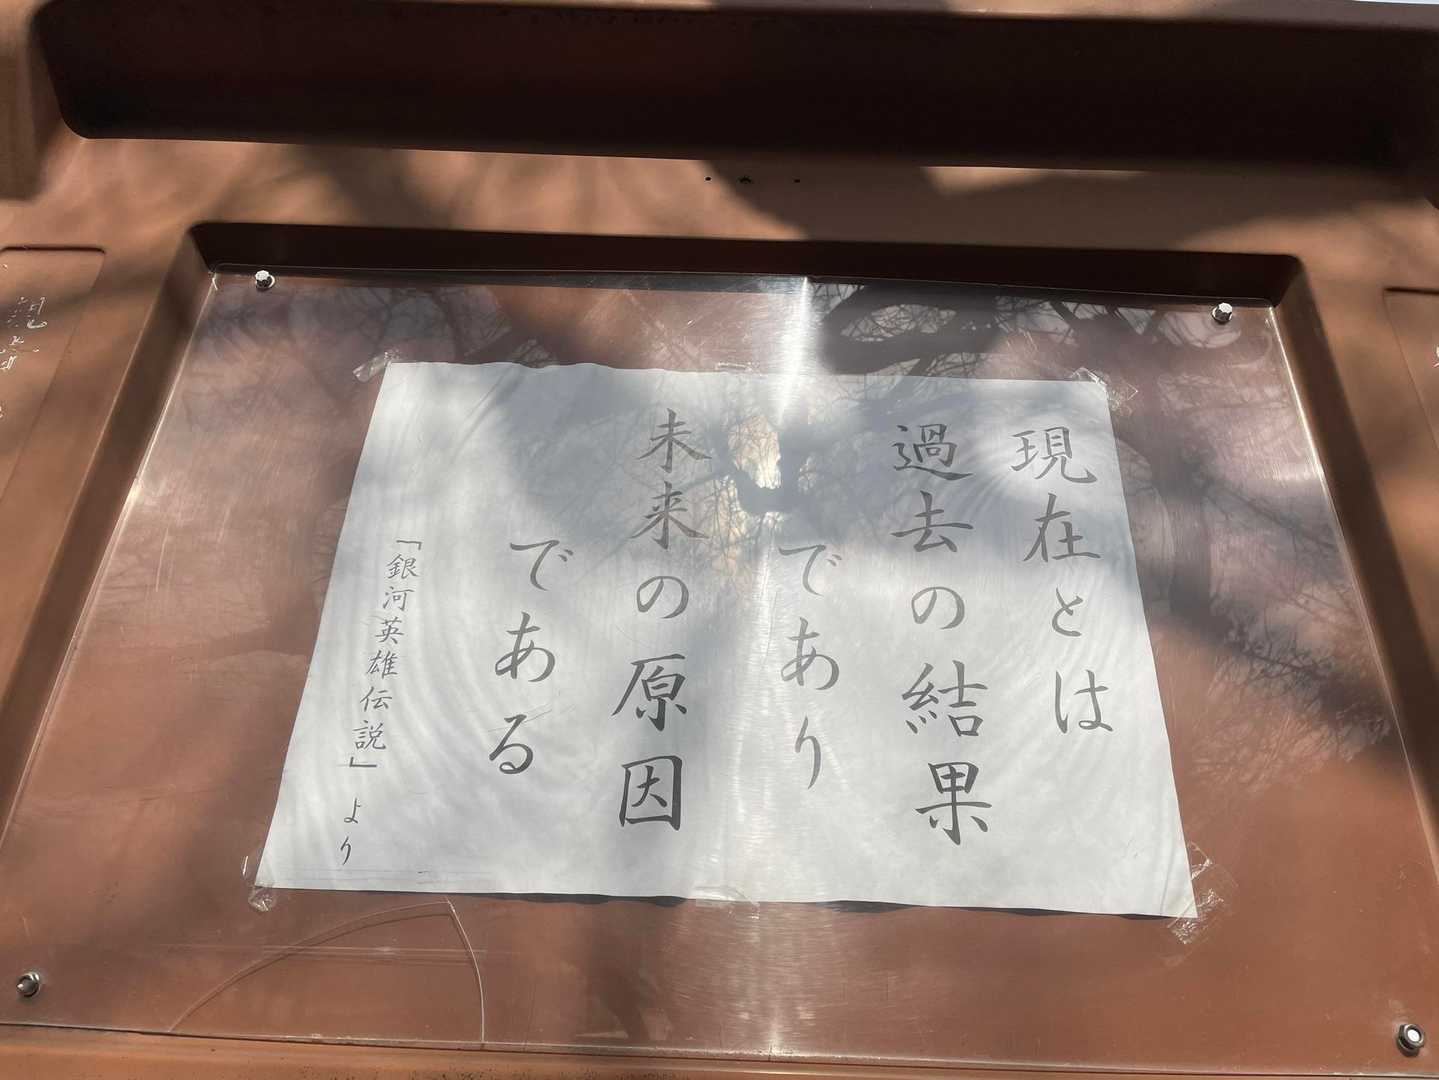 現在とは
過去の結果
であり
未来の原因
である
「銀河英雄伝説」より